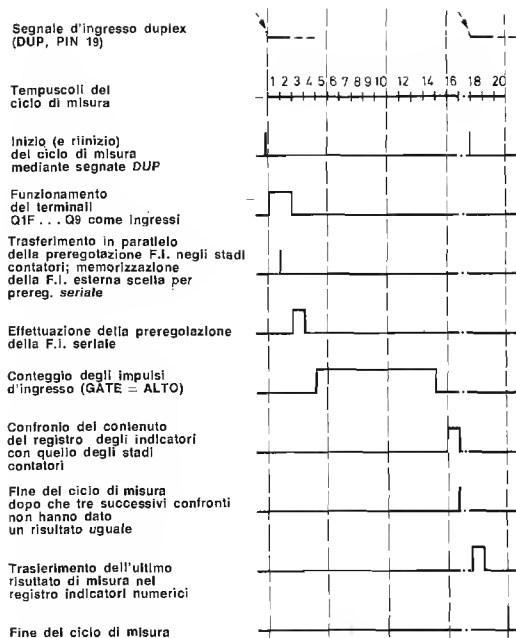 Segnale d'ingresso duplex
(DUP, PIN 19)
Tempuscoli del
ciclo di misura
1 2 3 4 5 6 7 8 9 10 12 14 16 18 20
Inizio (e riinizio)
del ciclo di misura
mediante segnate DUP
Funzionamento
dei terminali
Q1F ... Q9 come ingressi
Trasferimento in parallelo
della preregolazione F.I. negli stadi
contatori; memorizzazione
della F.I. esterna scelta per
prereg. seriale
Effettuazione della preregolazione
della F.I. seriale
Conteggio degli impulsi
d'ingresso (GATE = ALTO)
Confronio del contenuto
del registro degli indicatori
con quello degli stadi
contatori
Fine del ciclo di misura
dopo che tre successivi confronti
non hanno dato
un risultato uguale
Trasierimento dell'ultimo
risuttato di misura nel
registro indicatori numerici
Fine del ciclo di misura